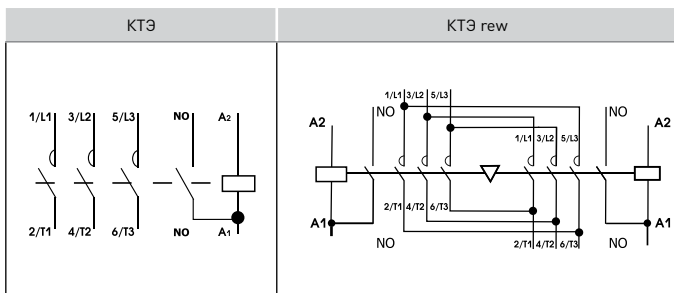 КТЭ
КТЭ rew
1/L1 3/L2 5/L3 NO A2
2/T1 4/T2 6/T3 NO A1
1/L1 3/L2 5/L3
NO NO
A2 A2
1/L1 3/L2 5/L3
2/T1 4/T2 6/T3
A1 A1
NO 2/T1 4/T2 6/T3 NO